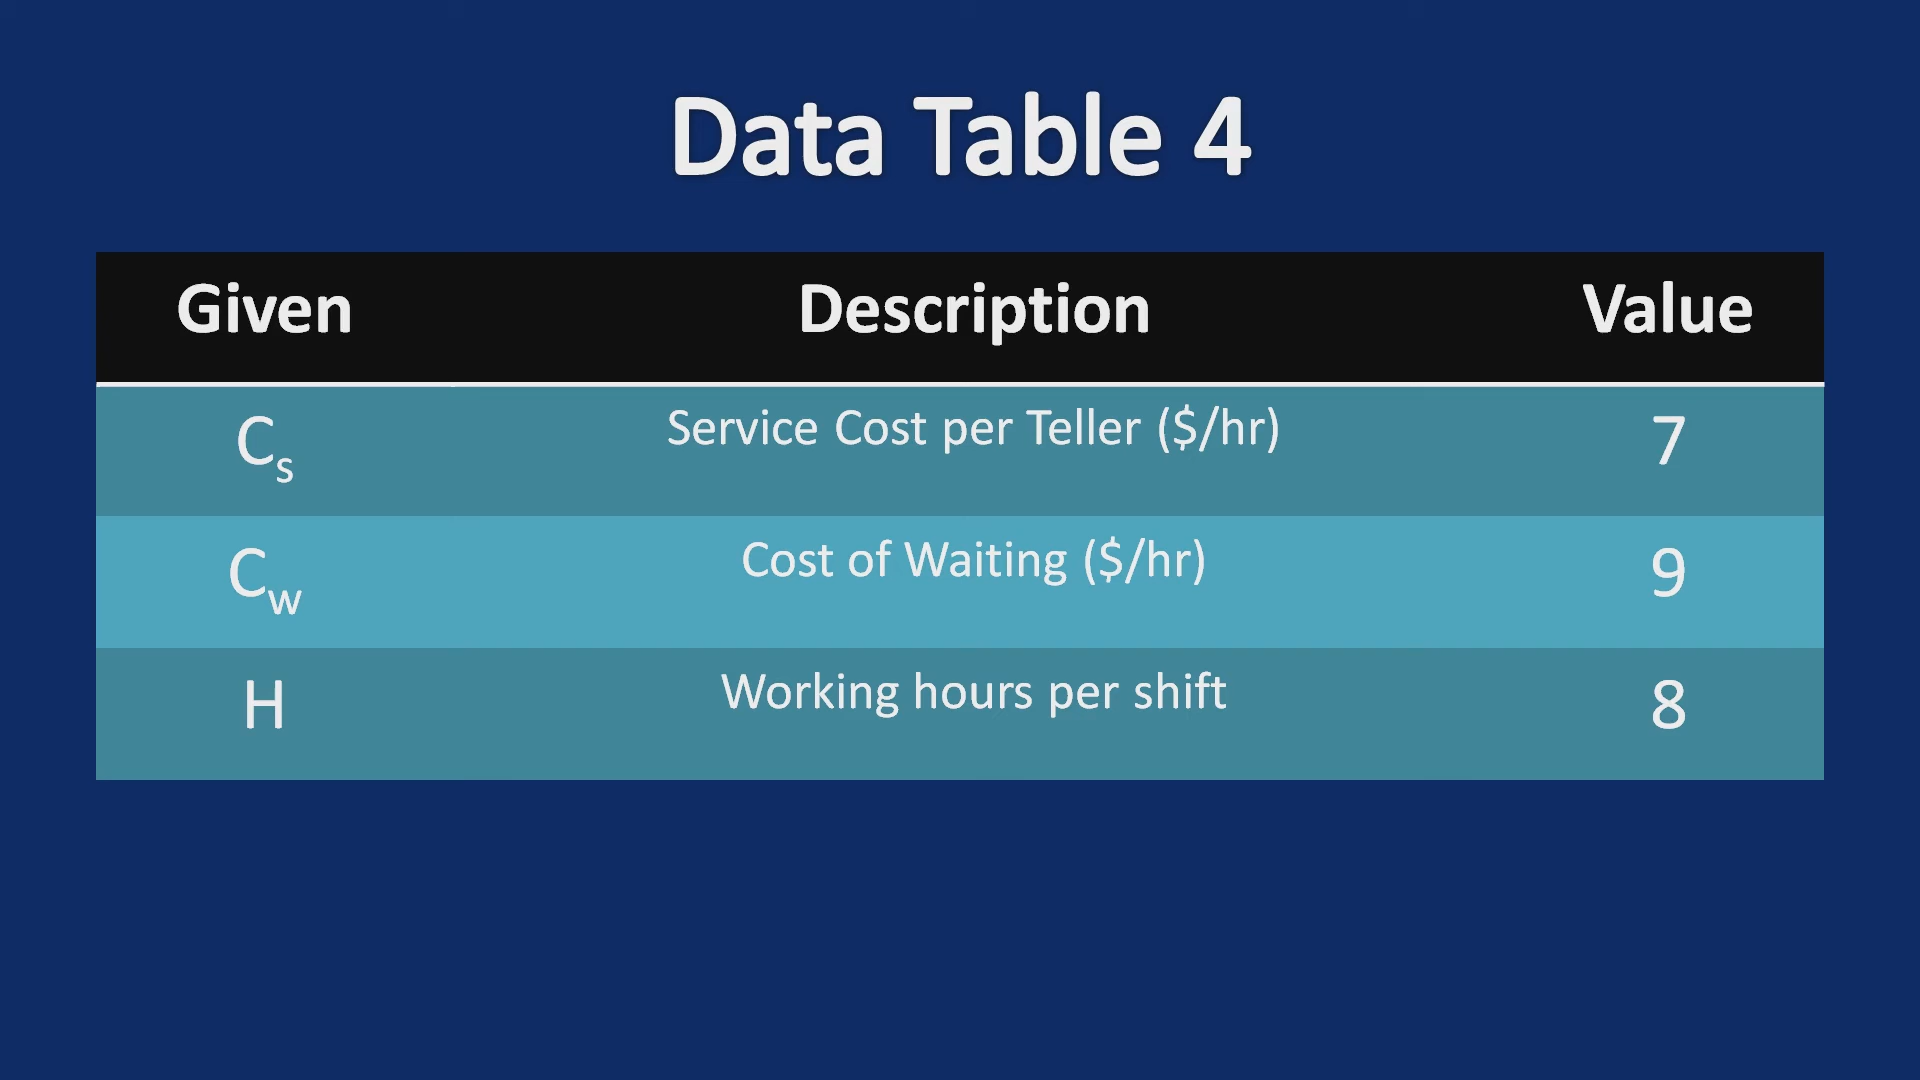 Data Table 4
Given Description Value
Cs Service Cost per Teller ($/hr) 7
Cw Cost of Waiting ($/hr) 9
H Working hours per shift 8